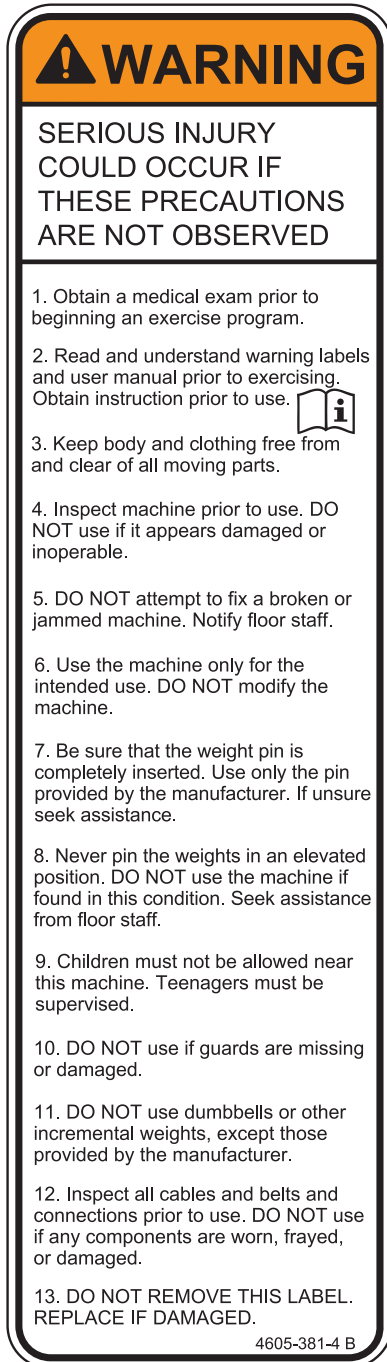 WARNING
SERIOUS INJURY
COULD OCCUR IF
THESE PRECAUTIONS
ARE NOT OBSERVED
1. Obtain a medical exam prior to
beginning an exercise program.
2. Read and understand warning labels
and user manual prior to exercising.
Obtain instruction prior to use.
3. Keep body and clothing free from
and clear of all moving parts.
4. Inspect machine prior to use. DO
NOT use if it appears damaged or
inoperable.
5. DO NOT attempt to fix a broken or
jammed machine. Notify floor staff.
6. Use the machine only for the
intended use. DO NOT modify the
machine.
7. Be sure that the weight pin is
completely inserted. Use only the pin
provided by the manufacturer. If unsure
seek assistance.
8. Never pin the weights in an elevated
position. DO NOT use the machine if
found in this condition. Seek assistance
from floor staff.
9. Children must not be allowed near
this machine. Teenagers must be
supervised.
10. DO NOT use if guards are missing
or damaged.
11. DO NOT use dumbbells or other
incremental weights, except those
provided by the manufacturer.
12. Inspect all cables and belts and
connections prior to use. DO NOT use
if any components are worn, frayed,
or damaged.
13. DO NOT REMOVE THIS LABEL.
REPLACE IF DAMAGED.
4605-381-4 B